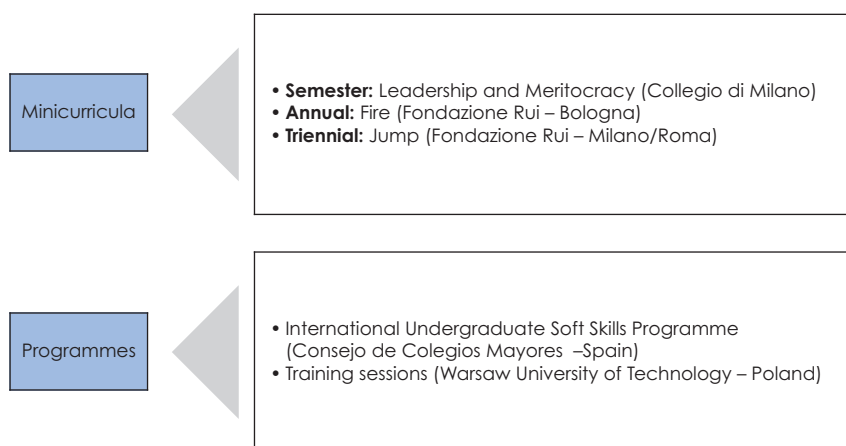 Minicurricula
• Semester: Leadership and Meritocracy (Collegio di Milano)
• Annual: Fire (Fondazione Rui – Bologna)
• Triennial: Jump (Fondazione Rui – Milano/Roma)
Programmes
• International Undergraduate Soft Skills Programme
(Consejo de Colegios Mayores –Spain)
• Training sessions (Warsaw University of Technology – Poland)